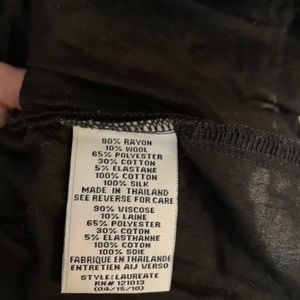 90% RAYON
10% WOOL
65% POLYESTER
30% COTTON
5% ELASTANE
100% COTTON
100% SILK
MADE IN THAILAND
SEE REVERSE FOR CARE
90% VISCOSE
10% LAINE
65% POLYESTER
30% COTON
5% ELASTHANNE
100% COTON
100% SOIE
FABRIQUE EN THAILANDE
ENTRETIEN AIJ VERSO
STYLE: LAUREATE
RN# 121013
(04/15/10)